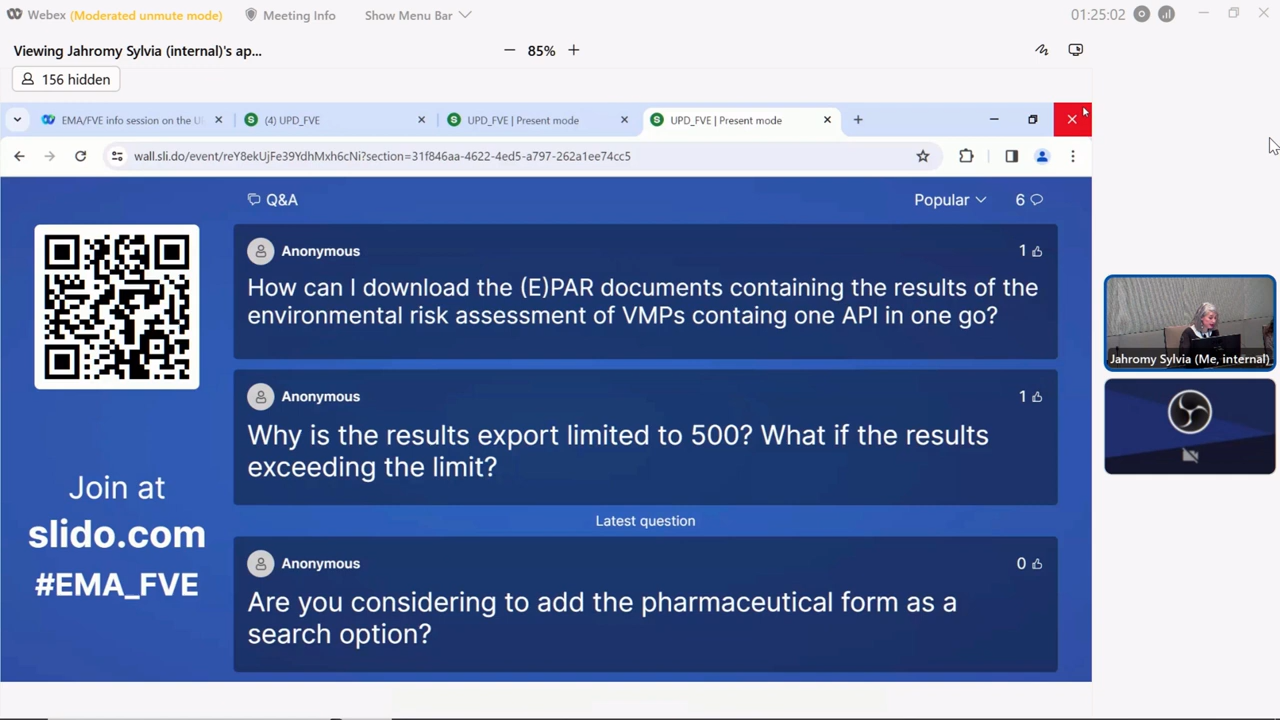 Webex (Moderated unmute mode) Meeting Info Show Menu Bar 01:25:02
Viewing Jahromy Sylvia (internal)'s ap... 85%
156 hidden
EMA/FVE info session on the U (4) UPD_FVE UPD_FVE | Present mode UPD_FVE | Present mode
wall.sli.do/event/reY8ekUjFe39YdhMxh6cNi?section=31f846aa-4622-4ed5-a797-262a1ee74cc5
Q&A Popular 6
Anonymous 1
How can I download the (E)PAR documents containing the results of the
environmental risk assessment of VMPs containg one API in one go?
Anonymous 1
Why is the results export limited to 500? What if the results
exceeding the limit?
Latest question
Anonymous 0
Are you considering to add the pharmaceutical form as a
search option?
Join at
slido.com
#EMA_FVE
Jahromy Sylvia (Me, internal)